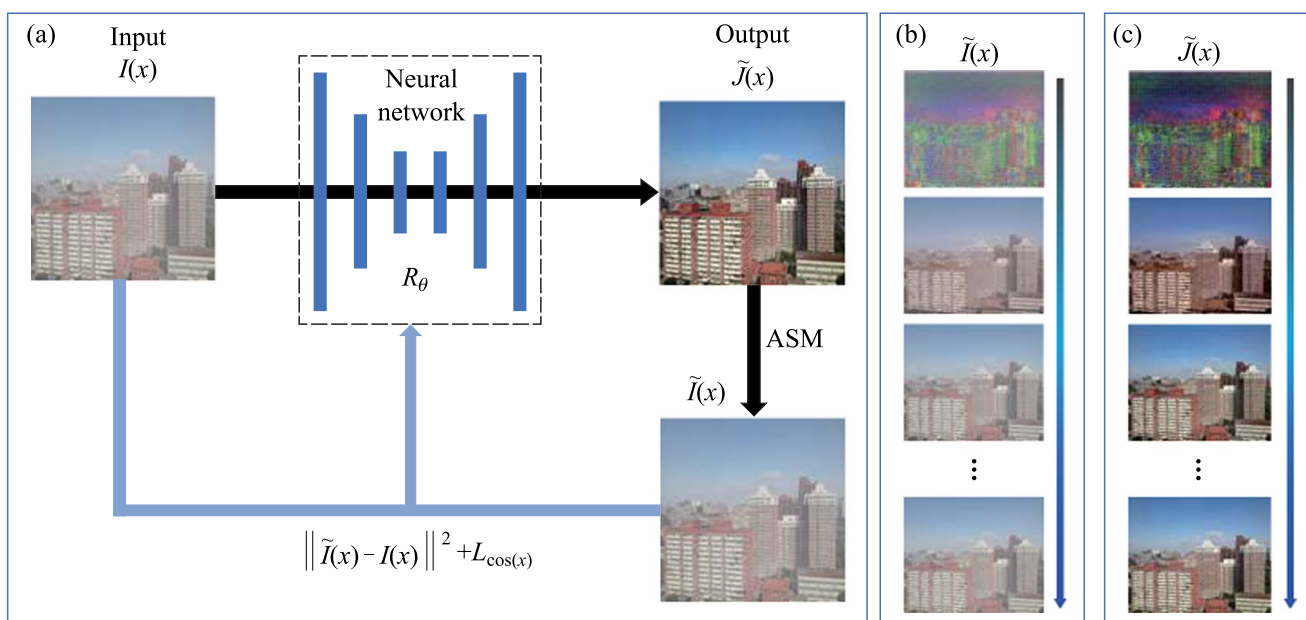 (a)
Input
I(x)
Neural
network
R_θ
Output
J̃(x)
ASM
Ĩ(x)
‖ Ĩ(x) − I(x) ‖ ² + L_cos(x)
(b)
Ĩ(x)
⋮
(c)
J̃(x)
⋮